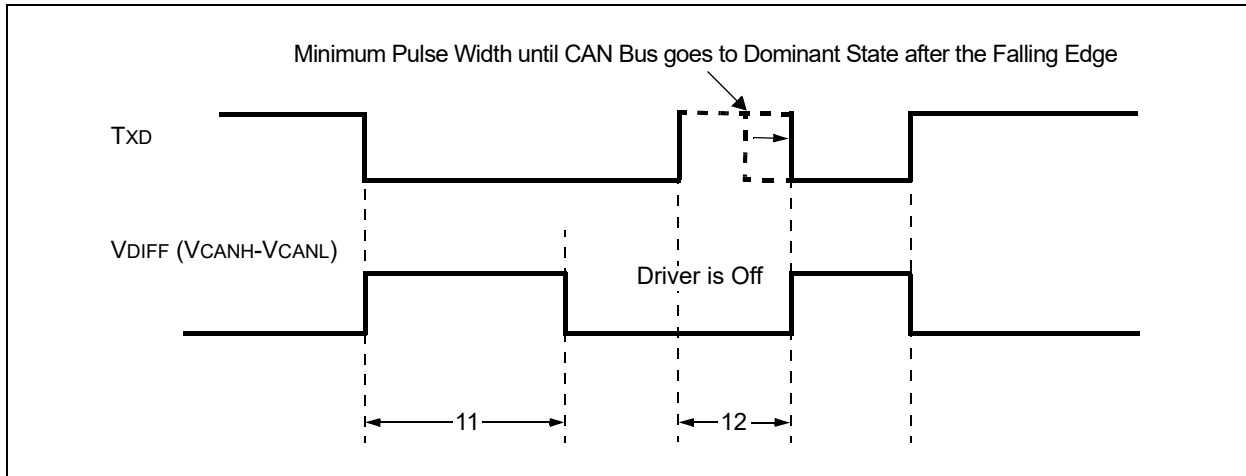 Minimum Pulse Width until CAN Bus goes to Dominant State after the Falling Edge
TXD
VDIFF (VCANH-VCANL)
Driver is Off
11
12